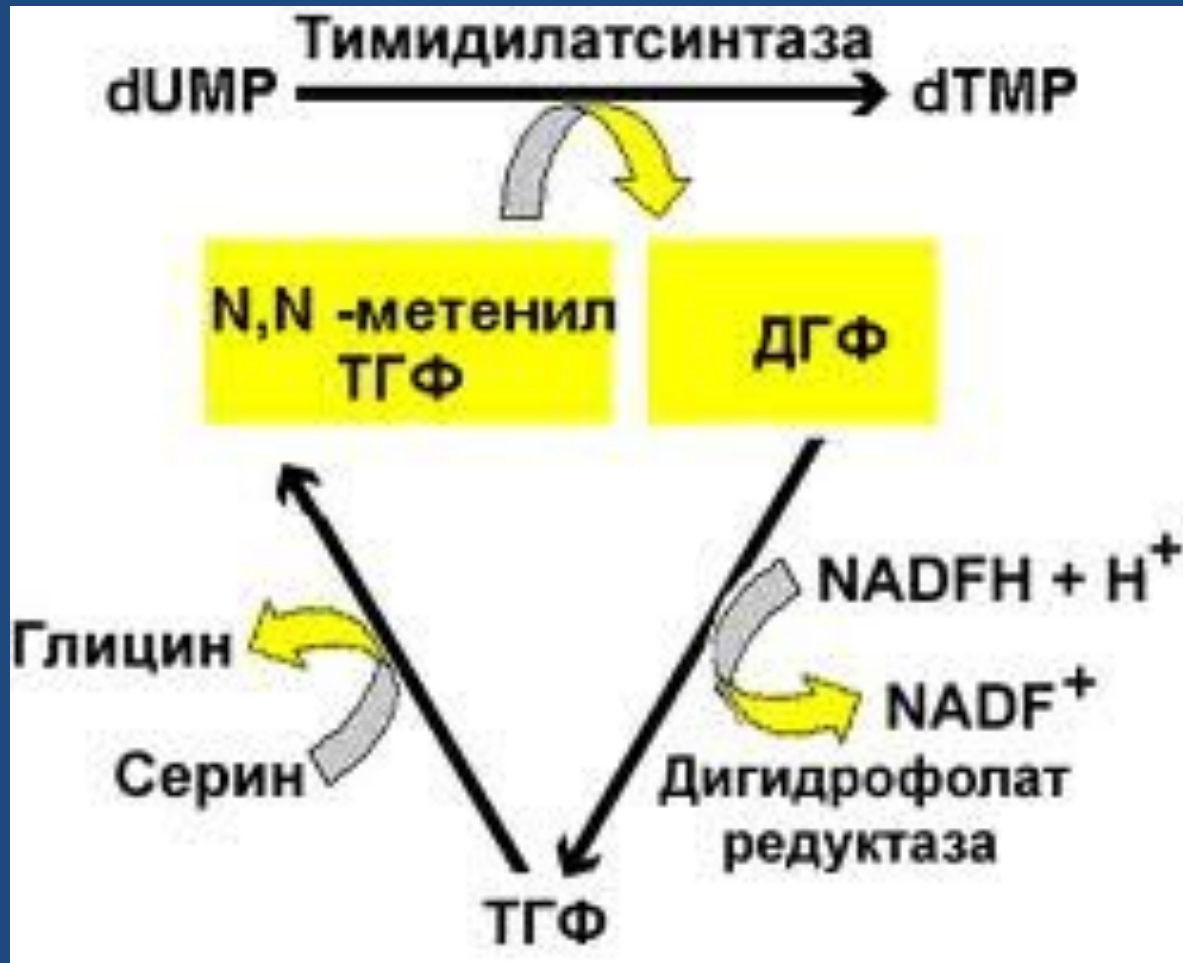 Тимидилатсинтаза
dUMP
dTMP
N,N -метенил
ТГФ
ДГФ
NADFH + H⁺
Глицин
NADF⁺
Серин
Дигидрофолат
редуктаза
ТГФ